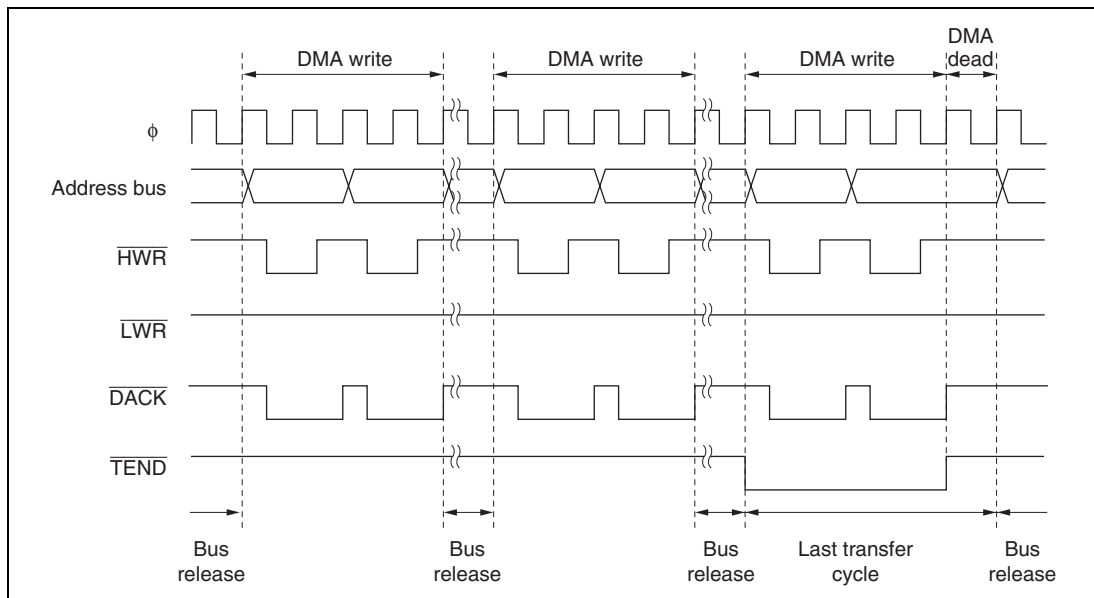 DMA
dead
DMA write
DMA write
DMA write
φ
Address bus
HWR
LWR
DACK
TEND
Bus release
Bus release
Bus release
Last transfer cycle
Bus release